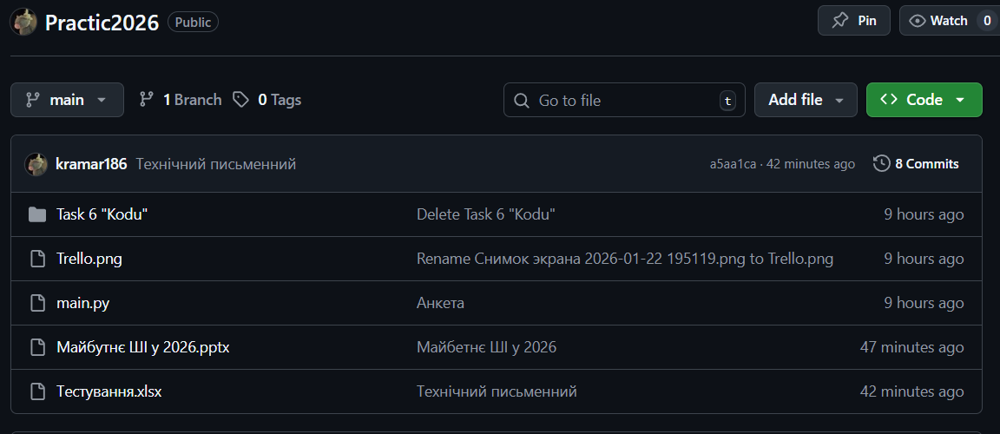 Practic2026 Public Pin Watch 0
main 1 Branch 0 Tags Go to file t Add file Code
kramar186 Технічний письменний a5aa1ca · 42 minutes ago 8 Commits
Task 6 "Kodu" Delete Task 6 "Kodu" 9 hours ago
Trello.png Rename Снимок экрана 2026-01-22 195119.png to Trello.png 9 hours ago
main.py Анкета 9 hours ago
Майбутнє ШІ у 2026.pptx Майбетнє ШІ у 2026 47 minutes ago
Тестування.xlsx Технічний письменний 42 minutes ago